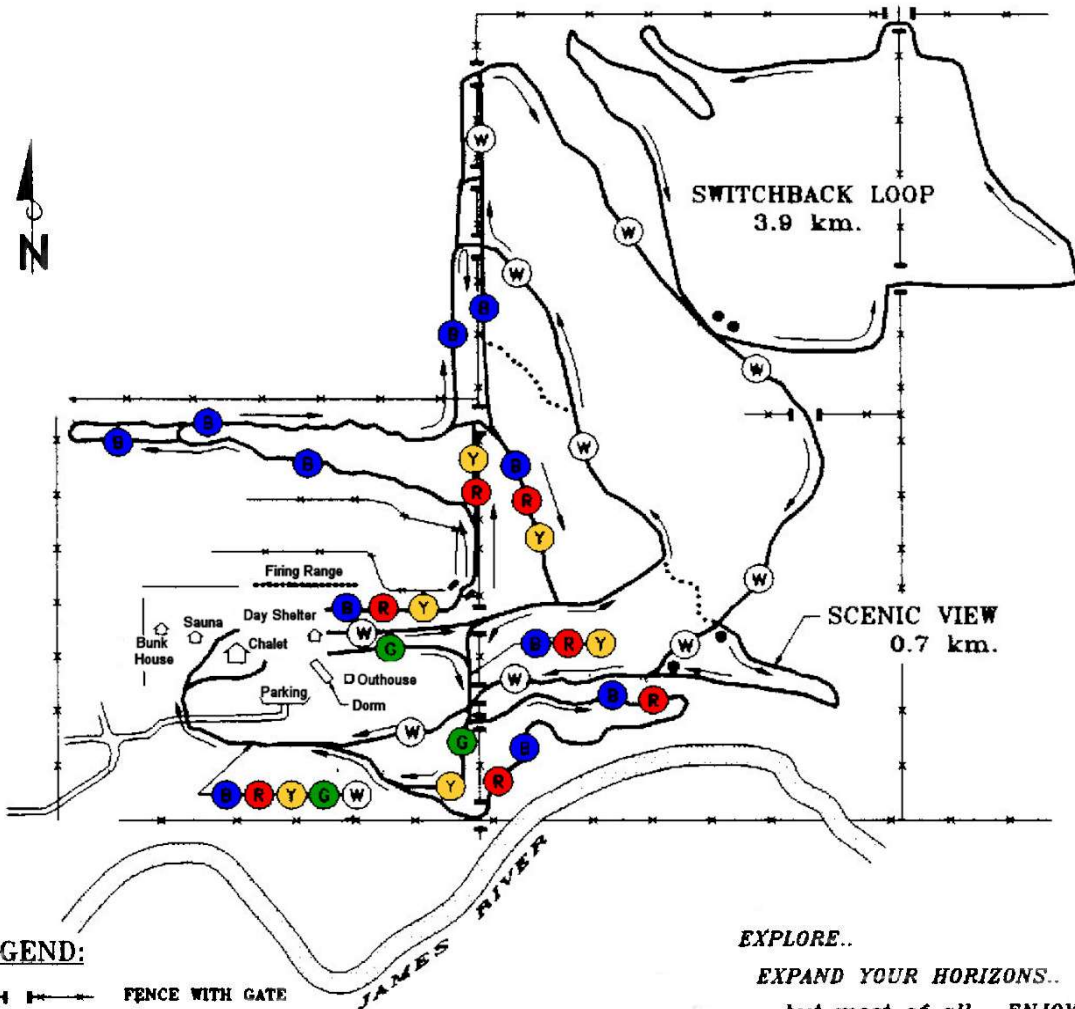 N
W
SWITCHBACK LOOP
3.9 km.
W
W
B
B
W
B
B
Y
B
W
B
R
R
Y
Firing Range
W
B R Y
SCENIC VIEW
0.7 km.
Sauna
Day Shelter
W
Bunk
House
Chalet
G
B R Y
W
Outhouse
W
Parking
Dorm
B
R
W
G
B
Y
R
B R Y G W
JAMES RIVER
GEND:
FENCE WITH GATE
EXPLORE..
EXPAND YOUR HORIZONS..